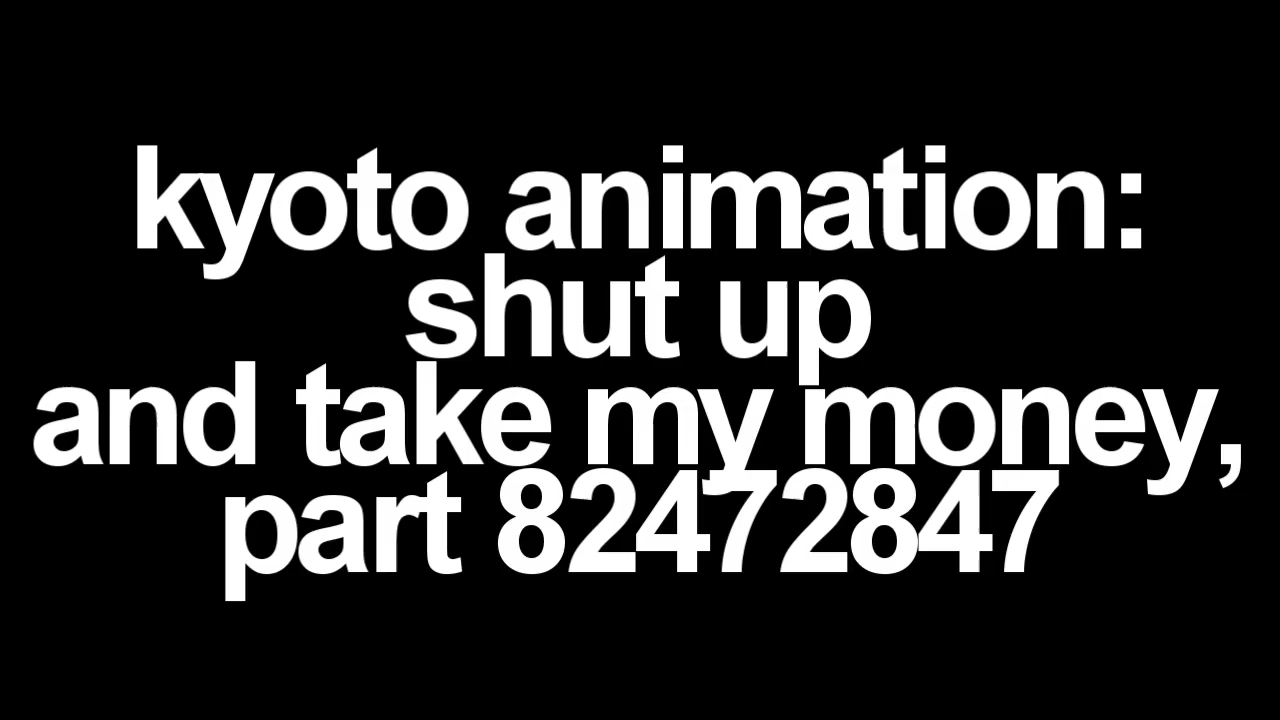 kyoto animation:
shut up
and take my money,
part 82472847